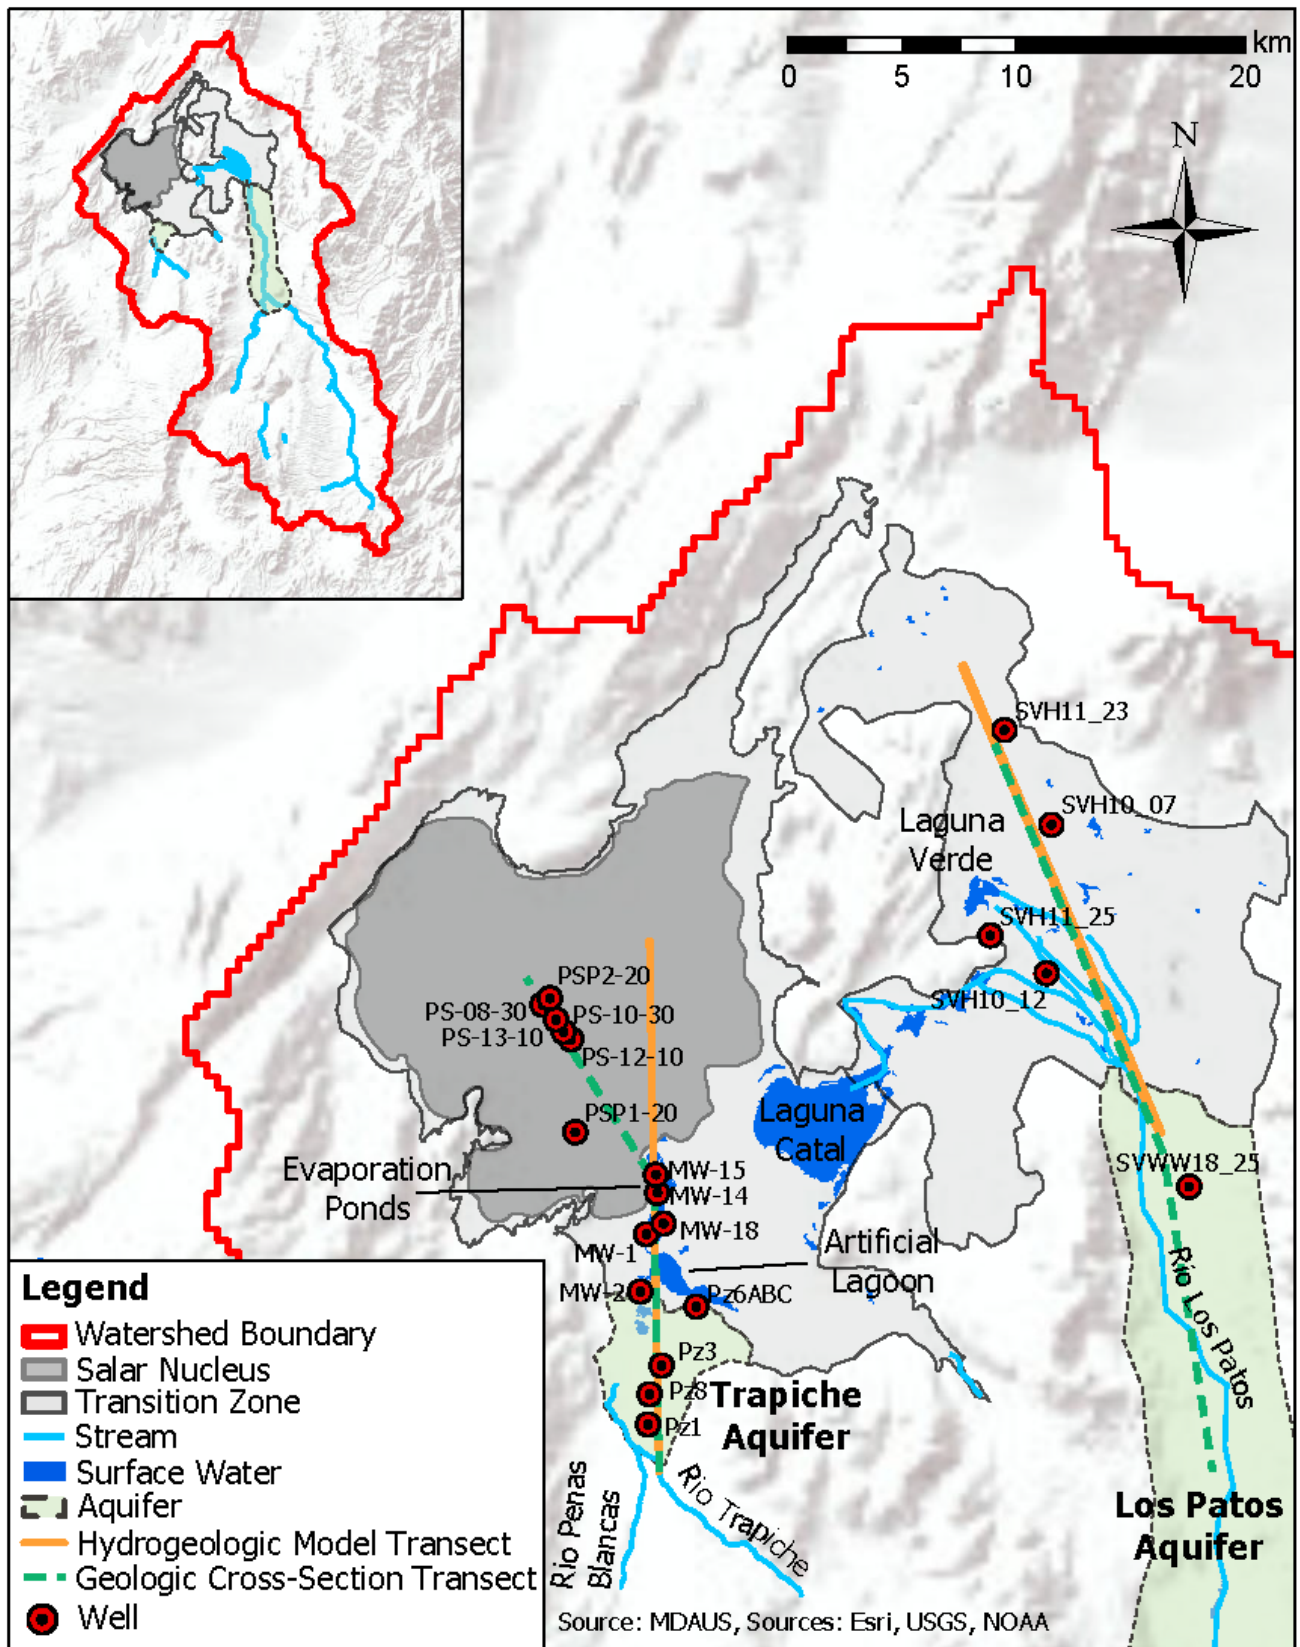 km
0 5 10 20
N
SVH11_23
SVH10_07
Laguna
Verde
SVH11_25
SVH10_12
PSP2-20
PS-08-30
PS-10-30
PS-13-10
PS-12-10
PSP1-20
Laguna
Catal
Evaporation
Ponds
MW-15
MW-14
MW-18
MW-1
SVWW18_25
Artificial
Lagoon
MW-2
Pz6ABC
Pz3
Pz8
Pz1
Trapiche
Aquifer
Río Los Patos
Los Patos
Aquifer
Rio Penas
Blancas
Rio Trapiche
Legend
Watershed Boundary
Salar Nucleus
Transition Zone
Stream
Surface Water
Aquifer
Hydrogeologic Model Transect
Geologic Cross-Section Transect
Well
Source: MDAUS, Sources: Esri, USGS, NOAA